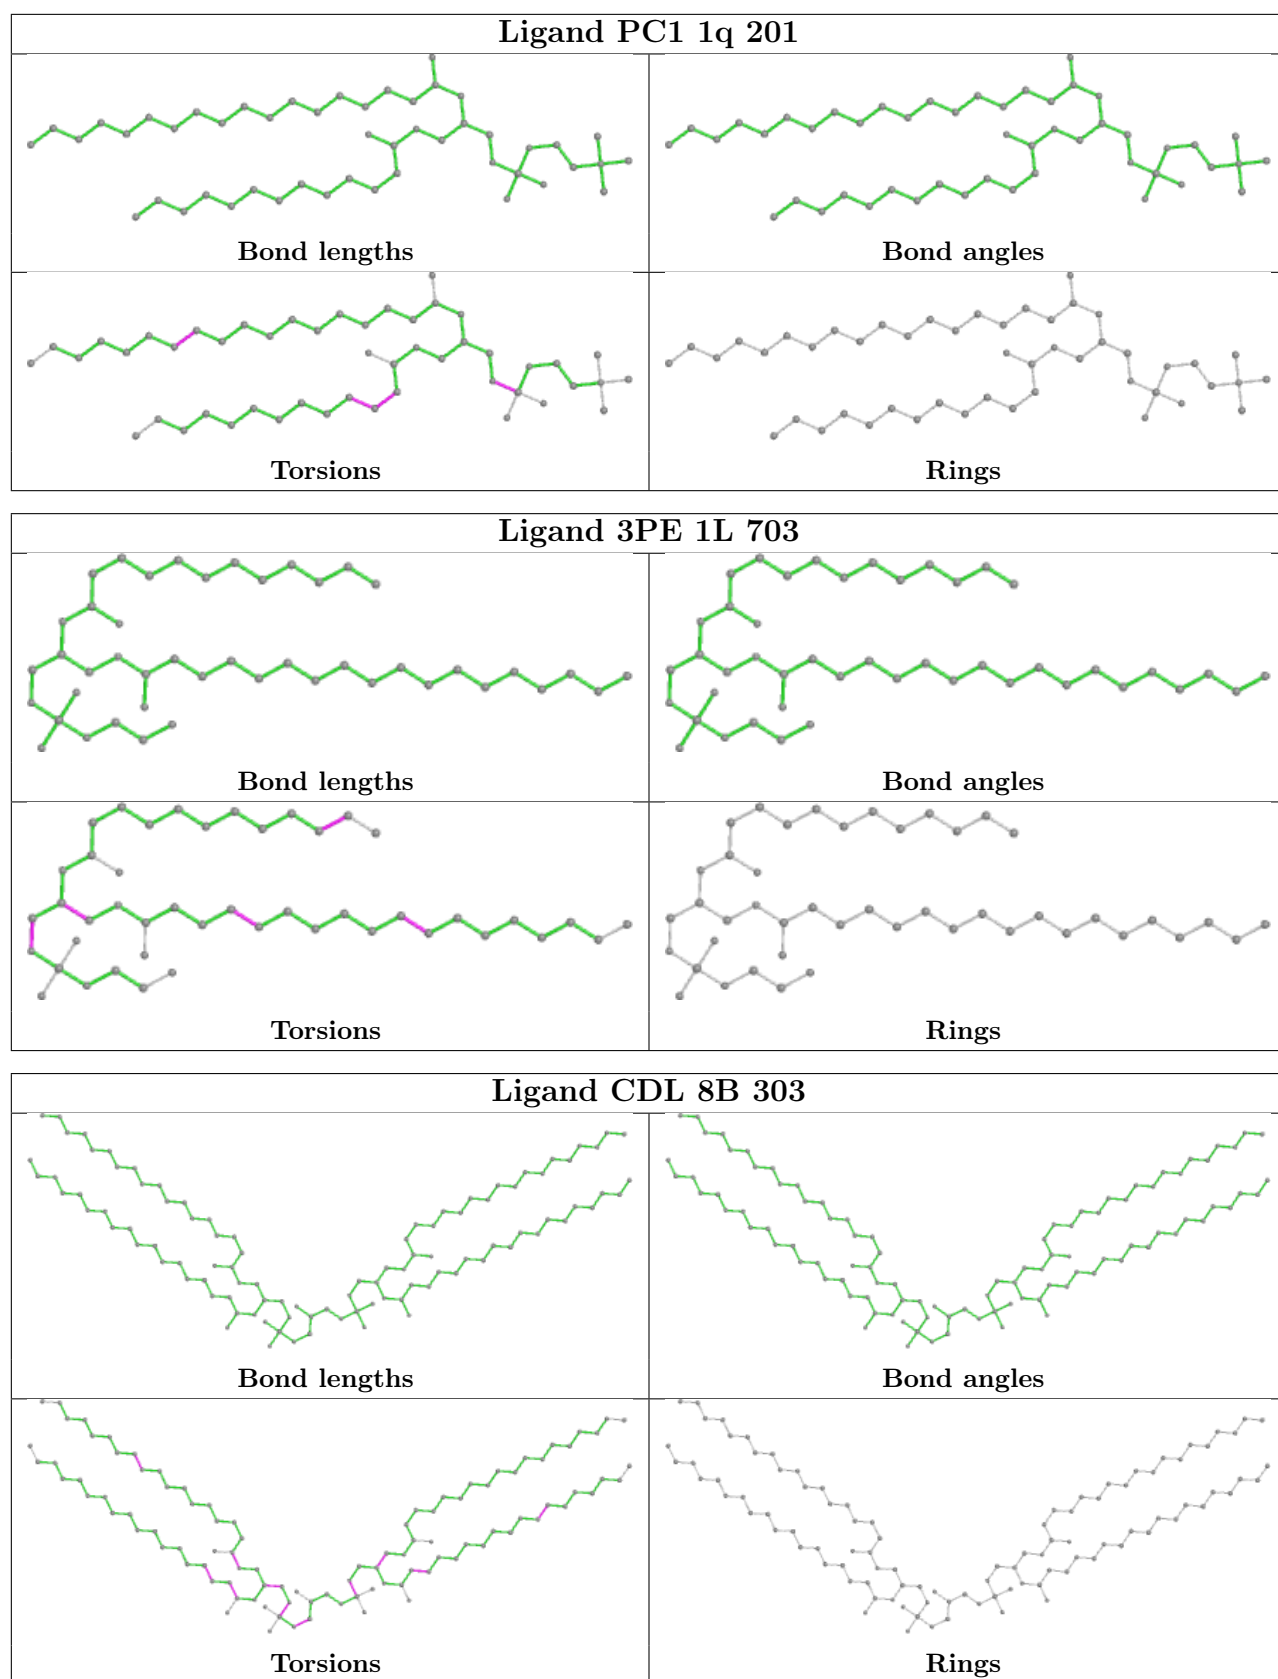 Ligand PC1 1q 201
Bond lengths
Bond angles
Torsions
Rings
Ligand 3PE 1L 703
Bond lengths
Bond angles
Torsions
Rings
Ligand CDL 8B 303
Bond lengths
Bond angles
Torsions
Rings